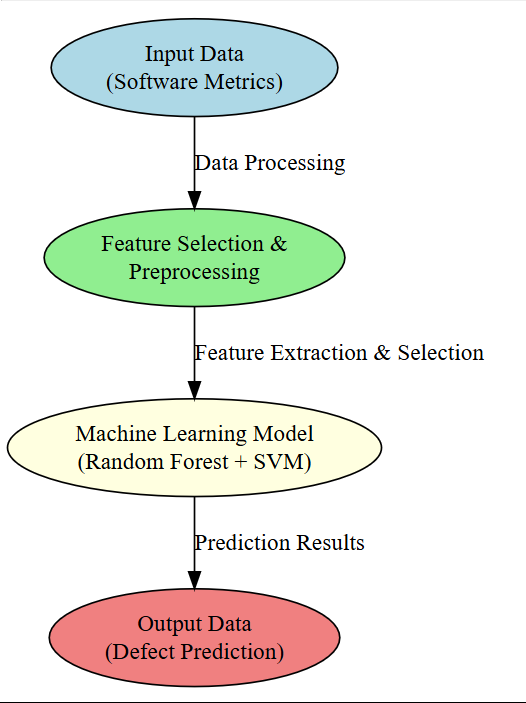 Input Data
(Software Metrics)
Data Processing
Feature Selection &
Preprocessing
Feature Extraction & Selection
Machine Learning Model
(Random Forest + SVM)
Prediction Results
Output Data
(Defect Prediction)